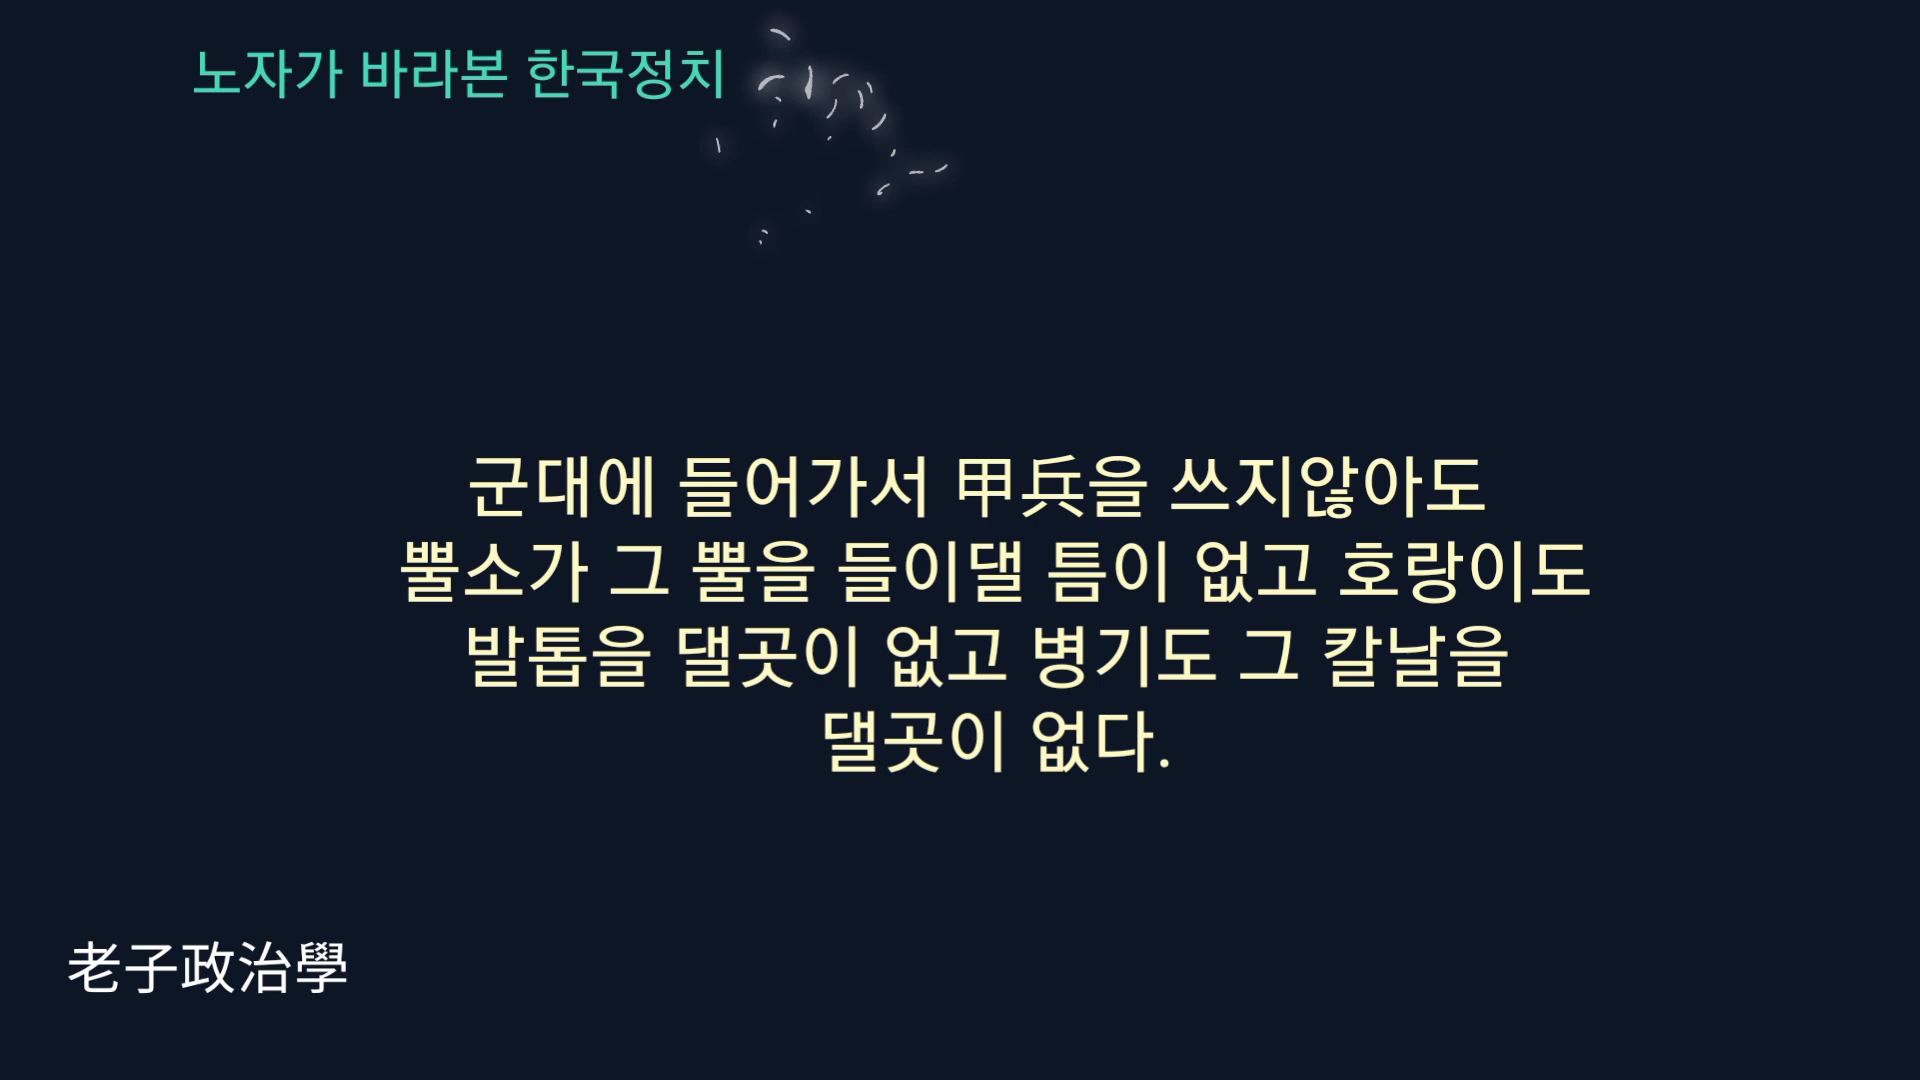 노자가 바라본 한국정치
군대에 들어가서 甲兵을 쓰지않아도
뿔소가 그 뿔을 들이댈 틈이 없고 호랑이도
발톱을 댈곳이 없고 병기도 그 칼날을
댈곳이 없다.
老子政治學